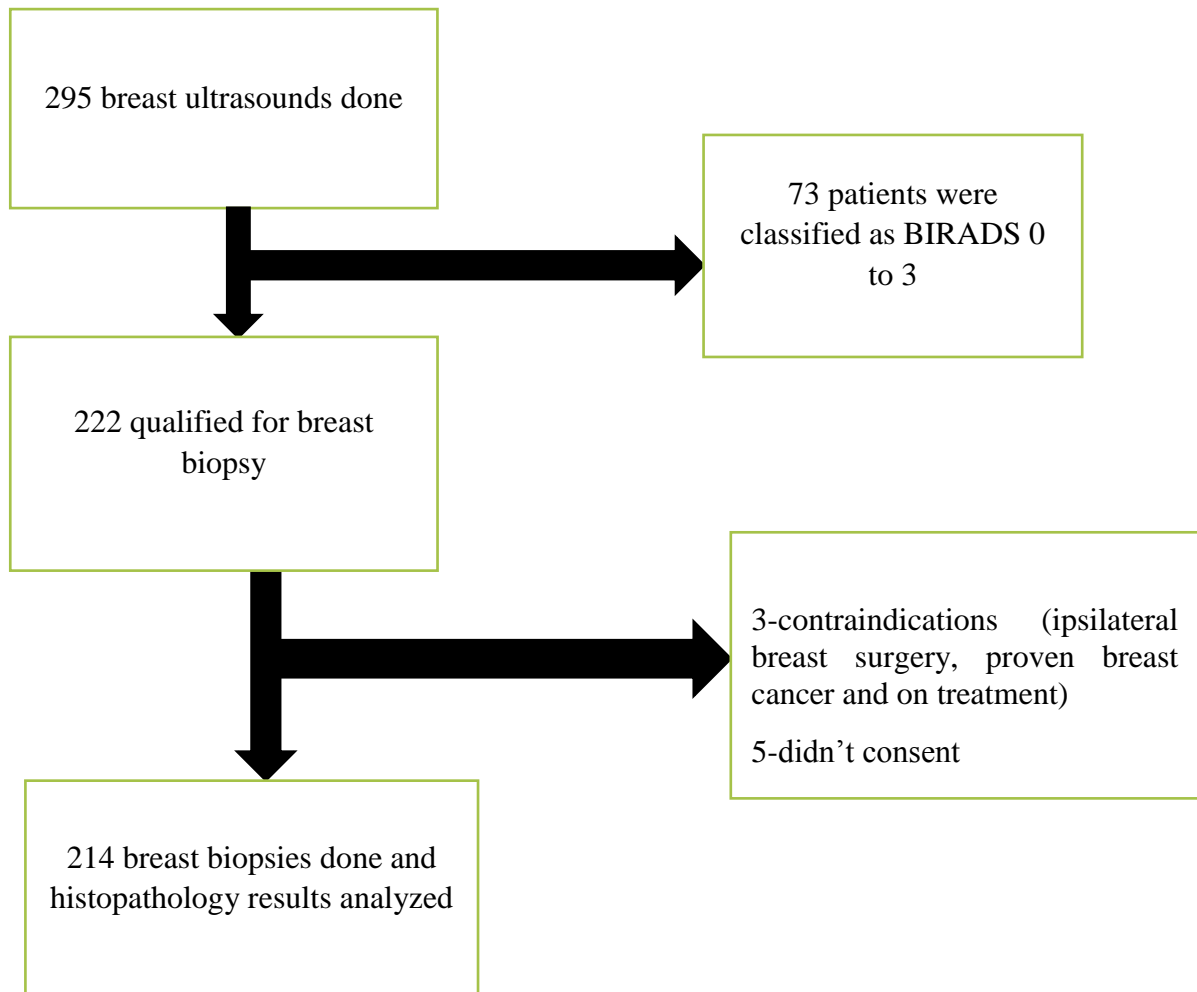 295 breast ultrasounds done
73 patients were
classified as BIRADS 0
to 3
222 qualified for breast
biopsy
3-contraindications (ipsilateral
breast surgery, proven breast
cancer and on treatment)
5-didn’t consent
214 breast biopsies done and
histopathology results analyzed